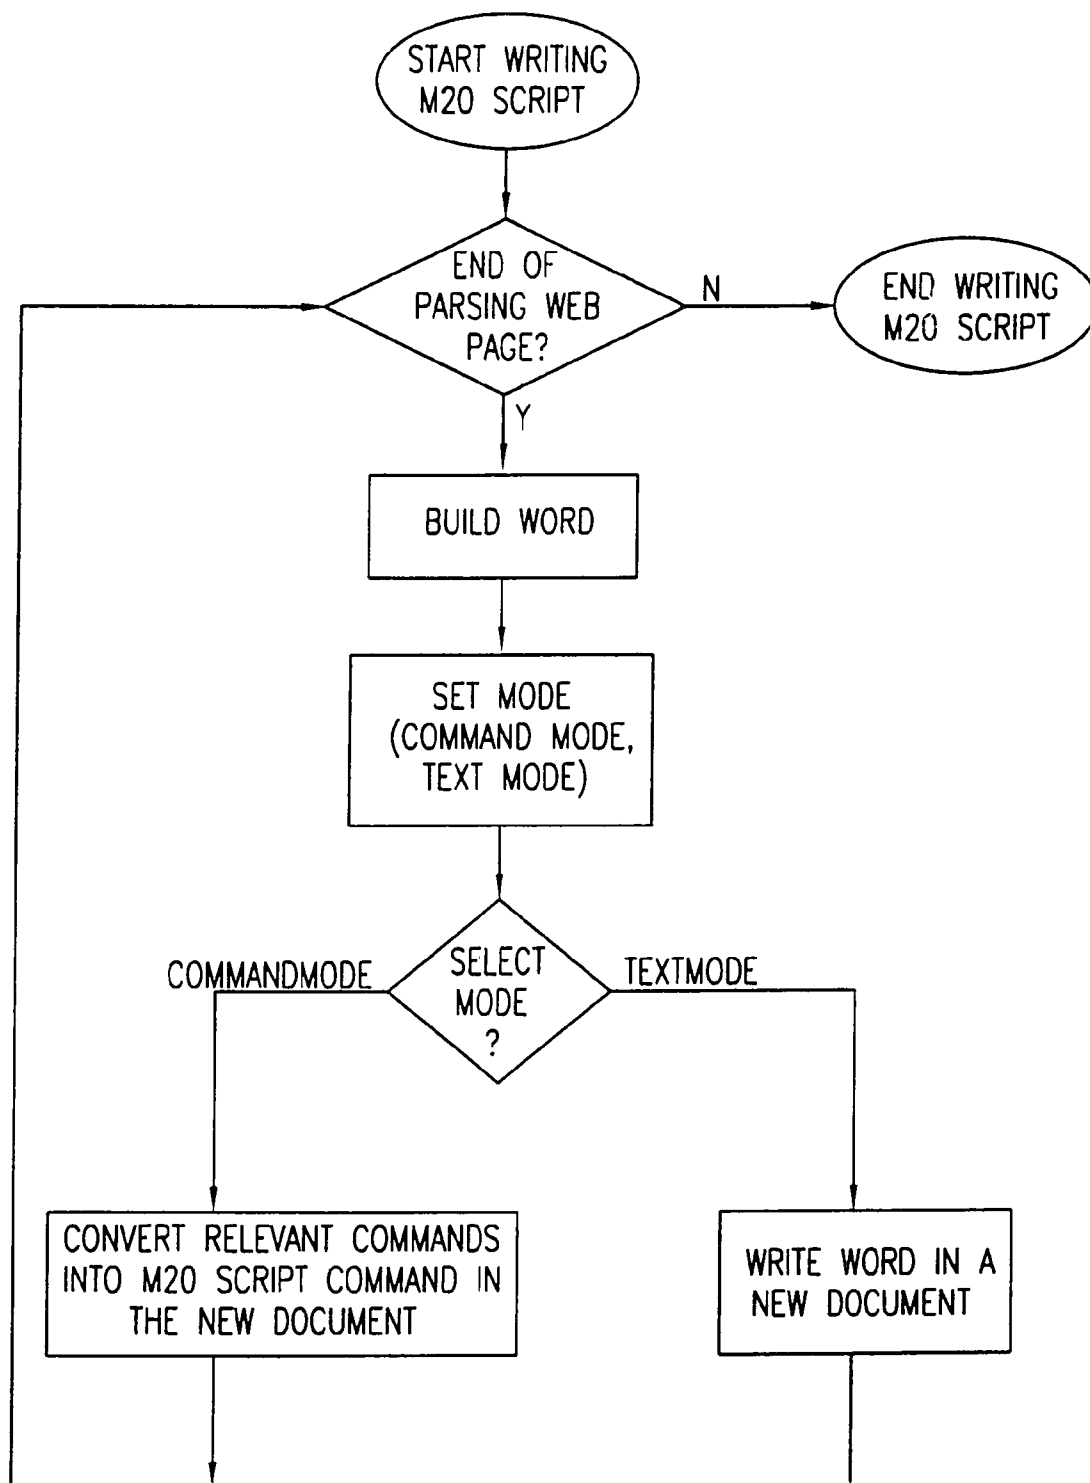 START WRITING
M20 SCRIPT
END OF
PARSING WEB
PAGE?
N
END WRITING
M20 SCRIPT
Y
BUILD WORD
SET MODE
(COMMAND MODE,
TEXT MODE)
COMMANDMODE
SELECT
MODE
?
TEXTMODE
CONVERT RELEVANT COMMANDS
INTO M20 SCRIPT COMMAND IN
THE NEW DOCUMENT
WRITE WORD IN A
NEW DOCUMENT